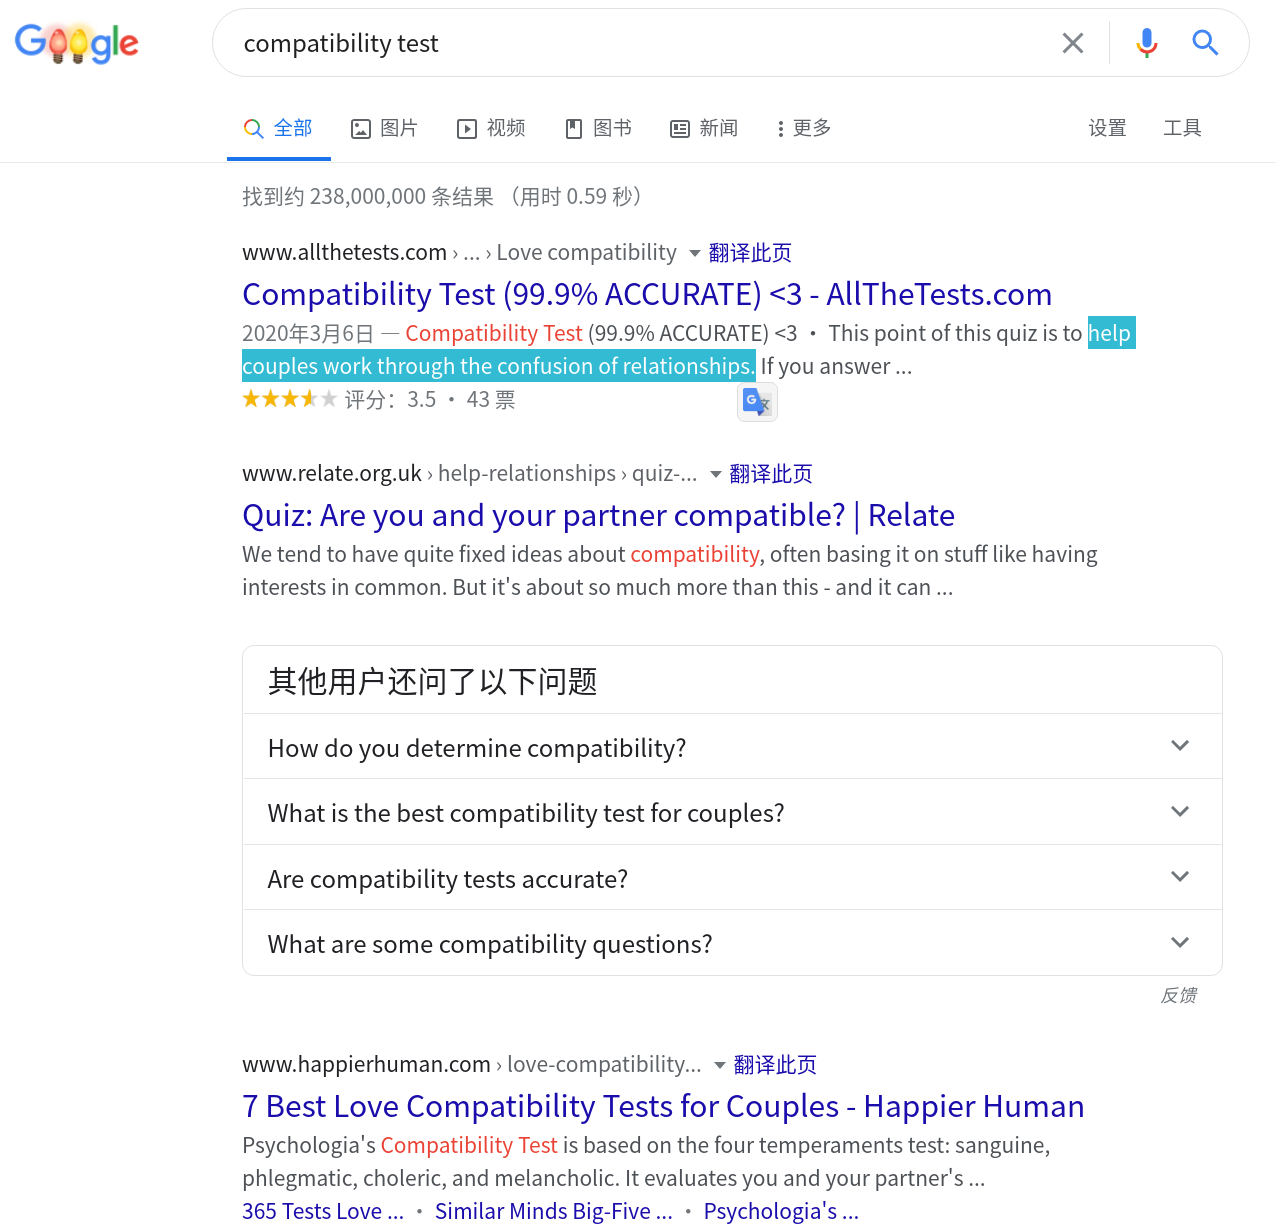 Google
compatibility test
全部 图片 视频 图书 新闻 更多 设置 工具
找到约 238,000,000 条结果 （用时 0.59 秒）
www.allthetests.com › ... › Love compatibility 翻译此页
Compatibility Test (99.9% ACCURATE) <3 - AllTheTests.com
2020年3月6日 — Compatibility Test (99.9% ACCURATE) <3 · This point of this quiz is to help
couples work through the confusion of relationships. If you answer ...
评分：3.5 · 43 票
www.relate.org.uk › help-relationships › quiz-... 翻译此页
Quiz: Are you and your partner compatible? | Relate
We tend to have quite fixed ideas about compatibility, often basing it on stuff like having
interests in common. But it's about so much more than this - and it can ...
其他用户还问了以下问题
How do you determine compatibility?
What is the best compatibility test for couples?
Are compatibility tests accurate?
What are some compatibility questions?
反馈
www.happierhuman.com › love-compatibility... 翻译此页
7 Best Love Compatibility Tests for Couples - Happier Human
Psychologia's Compatibility Test is based on the four temperaments test: sanguine,
phlegmatic, choleric, and melancholic. It evaluates you and your partner's ...
365 Tests Love ... · Similar Minds Big-Five ... · Psychologia's ...